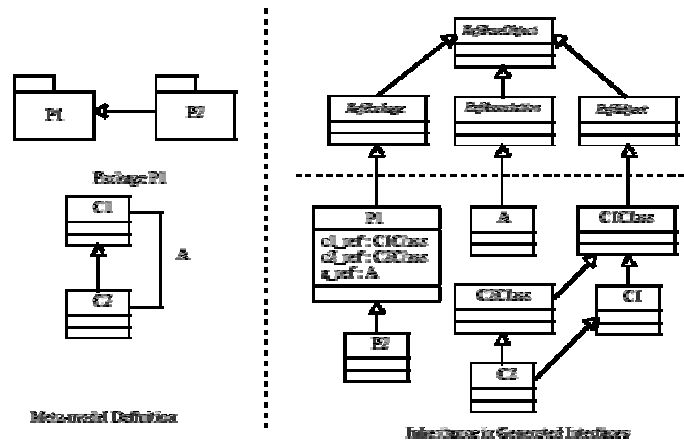 RefBaseObject
RefPackage
RefAssociation
RefObject
P1
P2
Package P1
C1
A
C2
P1
c1_ref : C1Class
c2_ref : C2Class
a_ref : A
A
C1Class
C2Class
C1
P2
C2
Meta-model Definition
Inheritance in Generated Interfaces